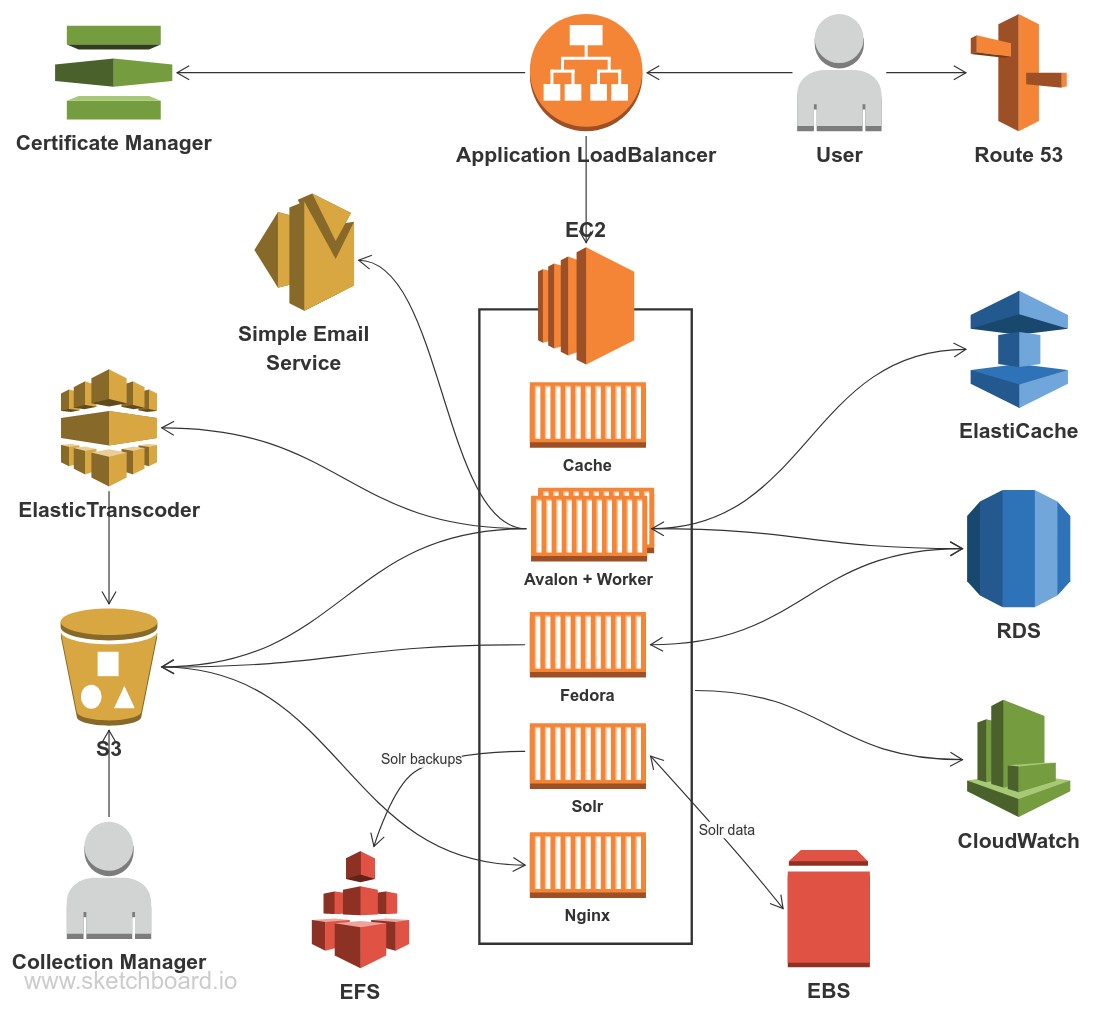 Certificate Manager
Application LoadBalancer
User
Route 53
EC2
Simple Email
Service
ElastiCache
Cache
ElasticTranscoder
Avalon + Worker
RDS
Fedora
S3
Solr backups
Solr
Solr data
CloudWatch
Nginx
Collection Manager
www.sketchboard.io
EFS
EBS